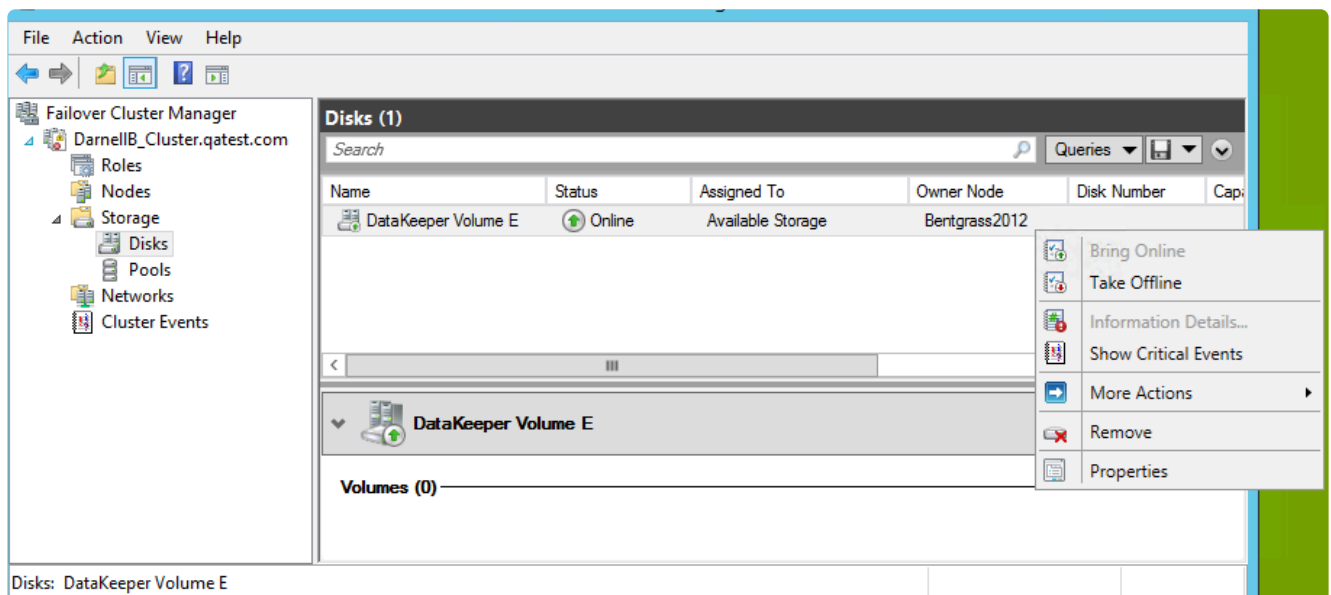 File Action View Help
Failover Cluster Manager
DarnellB_Cluster.qatest.com
Roles
Nodes
Storage
Disks
Pools
Networks
Cluster Events
Disks (1)
Search
Queries
Name Status Assigned To Owner Node Disk Number Capa
DataKeeper Volume E Online Available Storage Bentgrass2012
Bring Online
Take Offline
Information Details...
Show Critical Events
More Actions
Remove
Properties
DataKeeper Volume E
Volumes (0)
Disks: DataKeeper Volume E